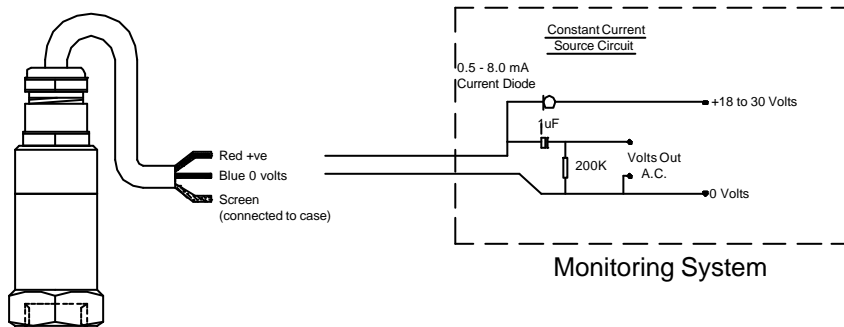 Constant Current
Source Circuit
0.5 - 8.0 mA
Current Diode
+18 to 30 Volts
1uF
Red +ve
Blue 0 volts
Screen
(connected to case)
200K
Volts Out
A.C.
0 Volts
Monitoring System